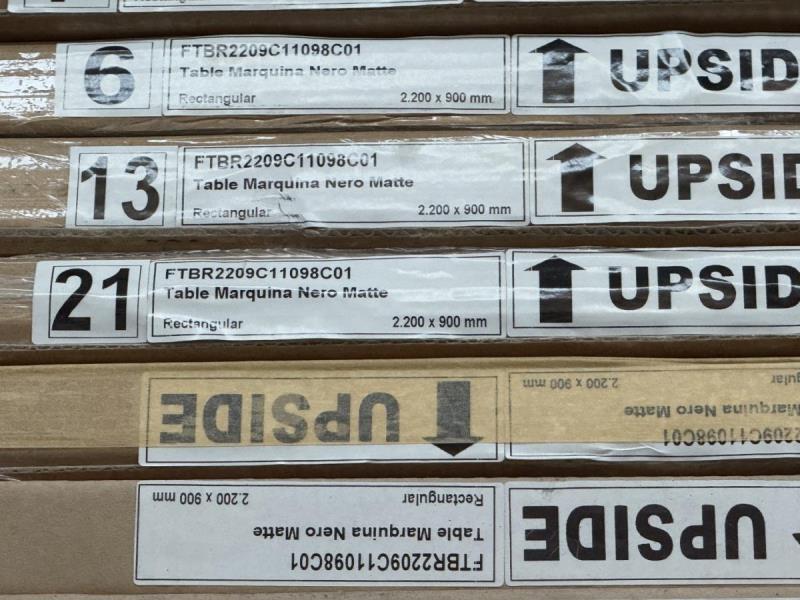 6
FTBR2209C11098C01
Table Marquina Nero Matte
Rectangular 2.200 x 900 mm
UPSID
13
FTBR2209C11098C01
Table Marquina Nero Matte
Rectangular 2.200 x 900 mm
UPSID
21
FTBR2209C11098C01
Table Marquina Nero Matte
Rectangular 2.200 x 900 mm
UPSID
UPSIDE
2209C11098C01
Marquina Nero Matte
2.200 x 900 mm
FTBR2209C11098C01
Table Marquina Nero Matte
Rectangular 2.200 x 900 mm
UPSIDE